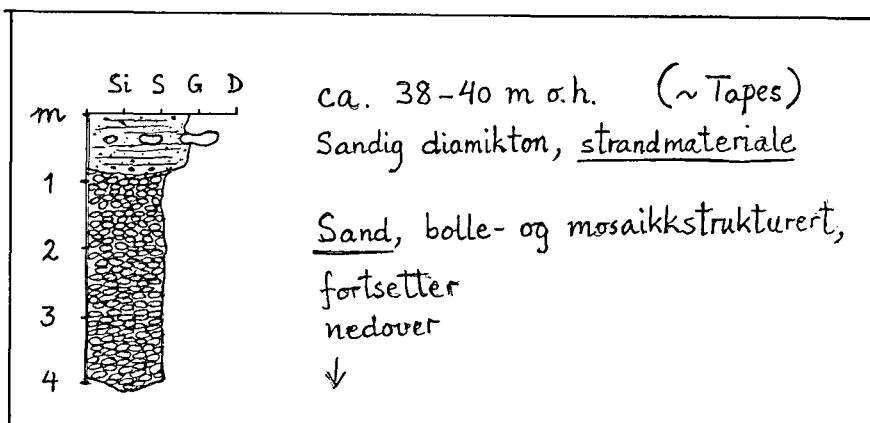 Si S G D
m
1
2
3
4
ca. 38-40 m o.h. (~ Tapes)
Sandig diamikton, strandmateriale
Sand, bolle- og mosaikkstrukturert,
fortsetter
nedover
↓